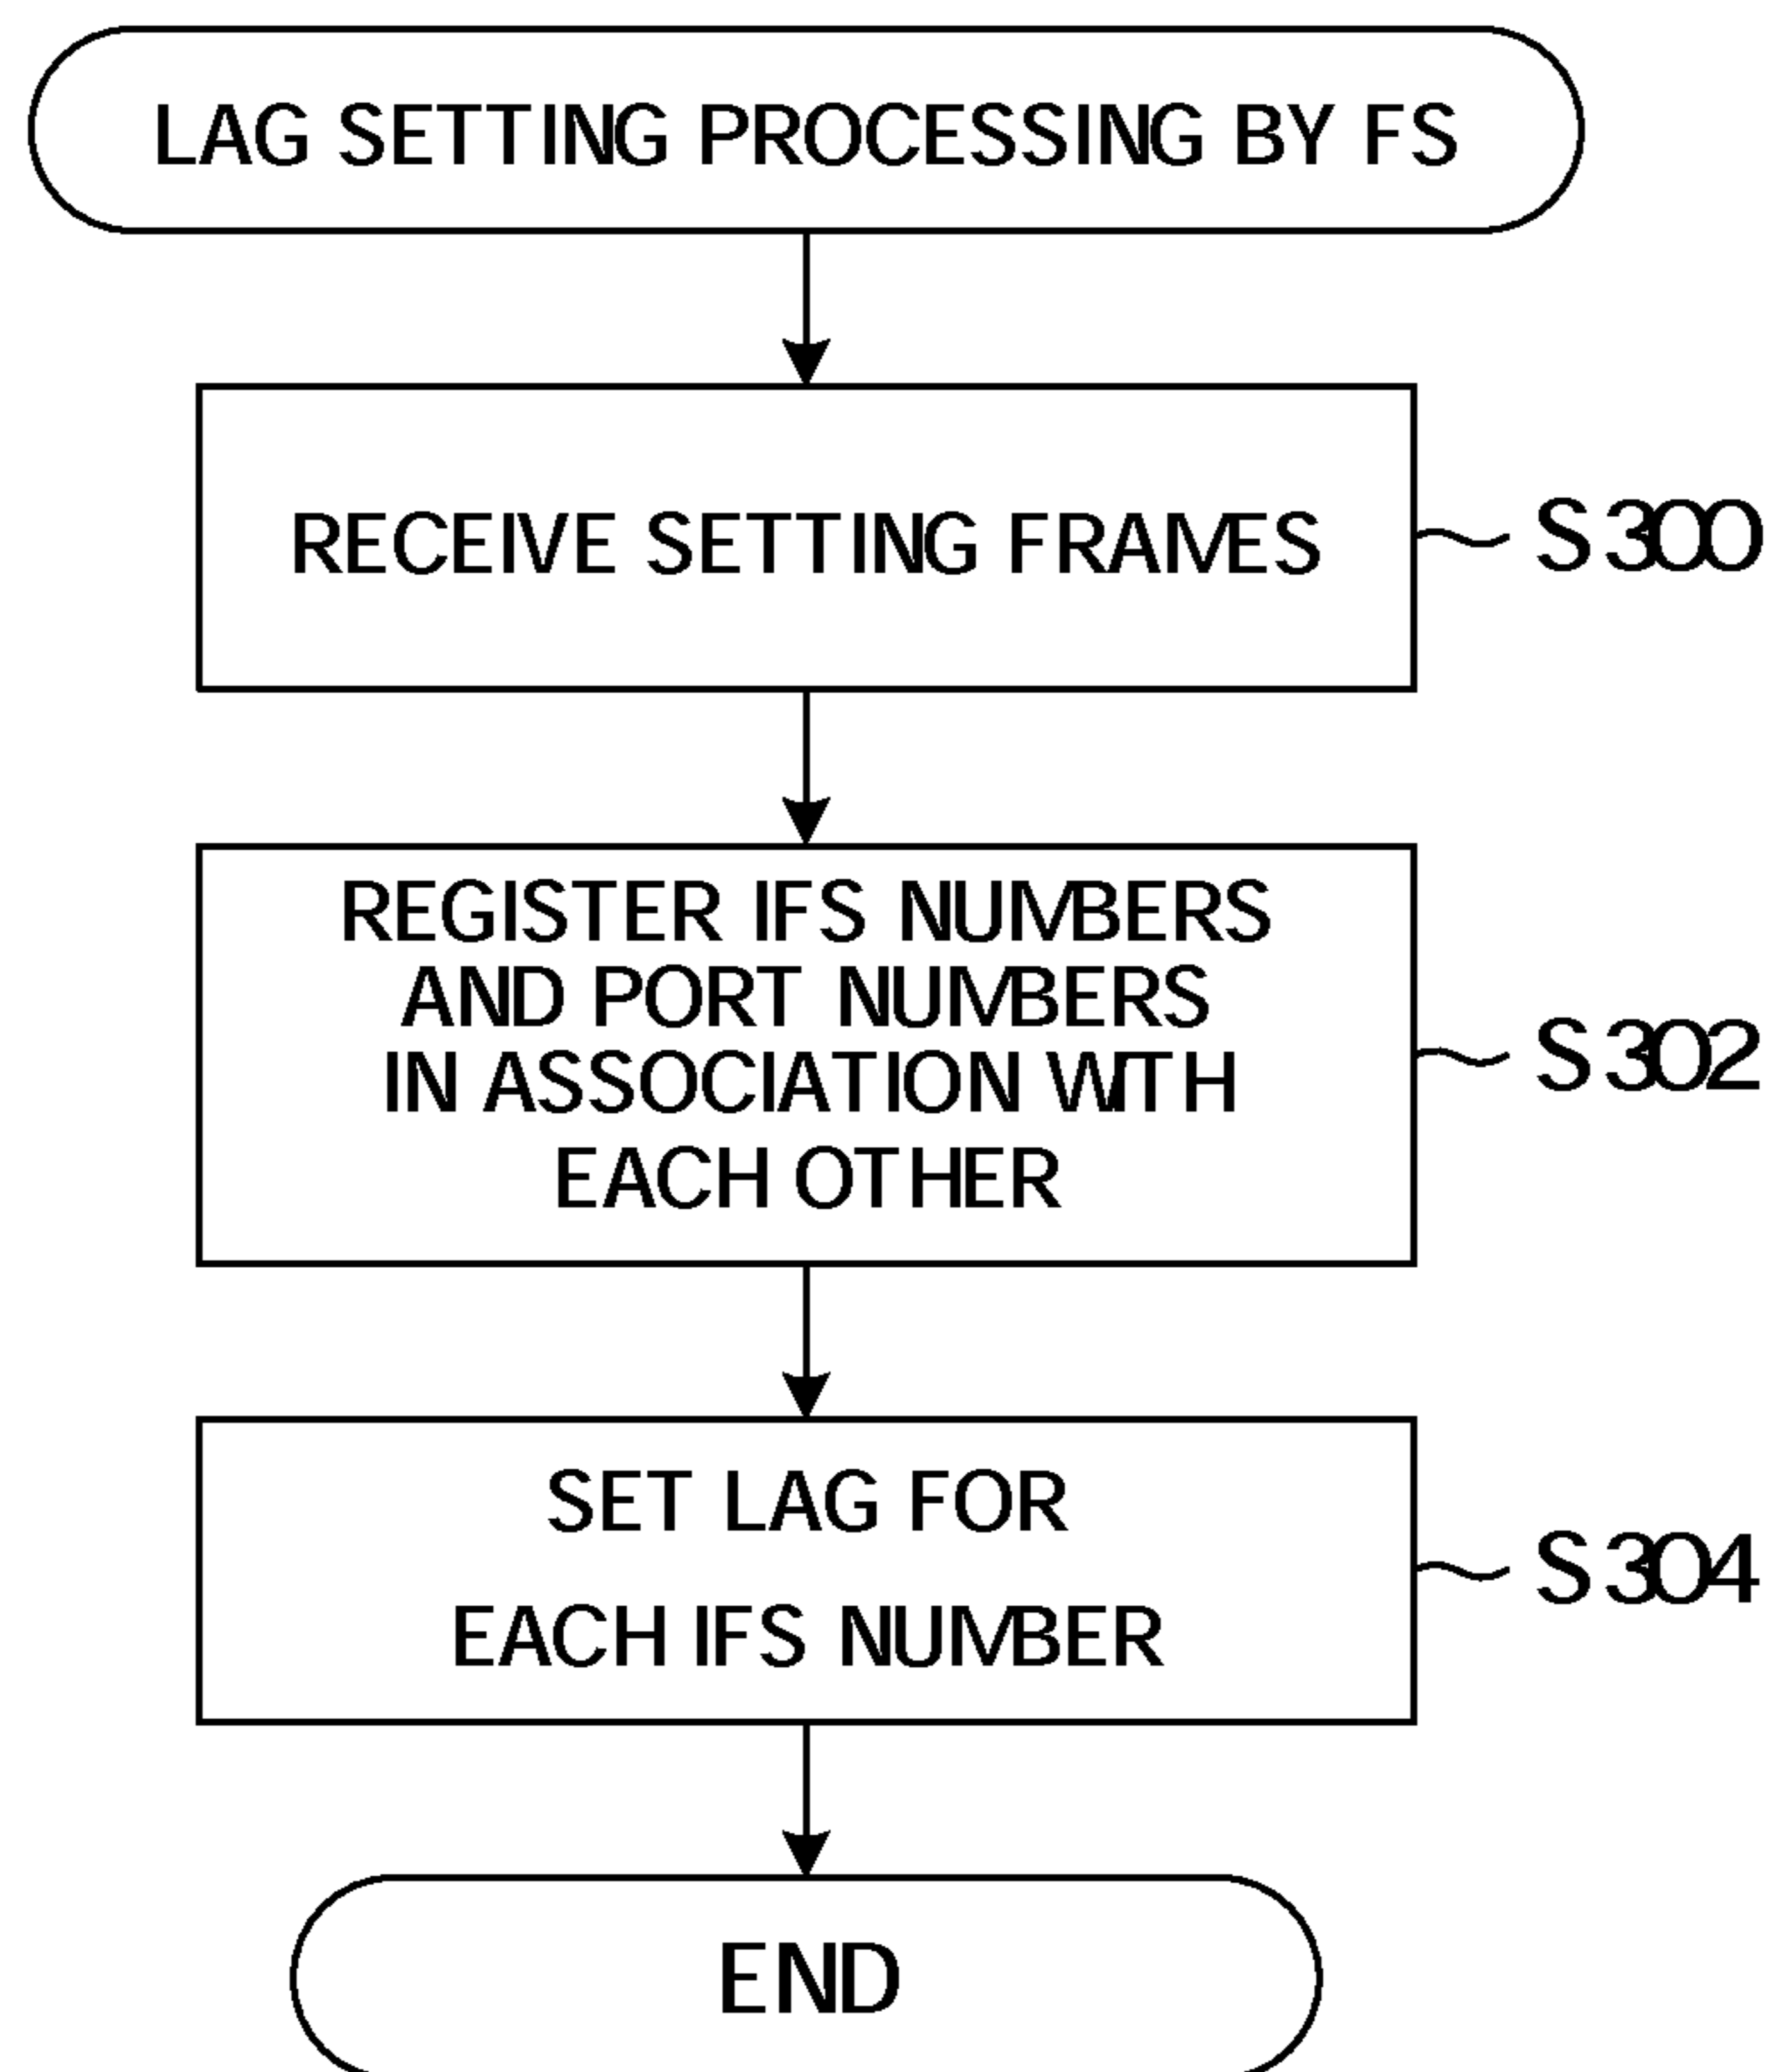 LAG SETTING PROCESSING BY FS
RECEIVE SETTING FRAMES
S300
REGISTER IFS NUMBERS
AND PORT NUMBERS
IN ASSOCIATION WITH
EACH OTHER
S302
SET LAG FOR
EACH IFS NUMBER
S304
END